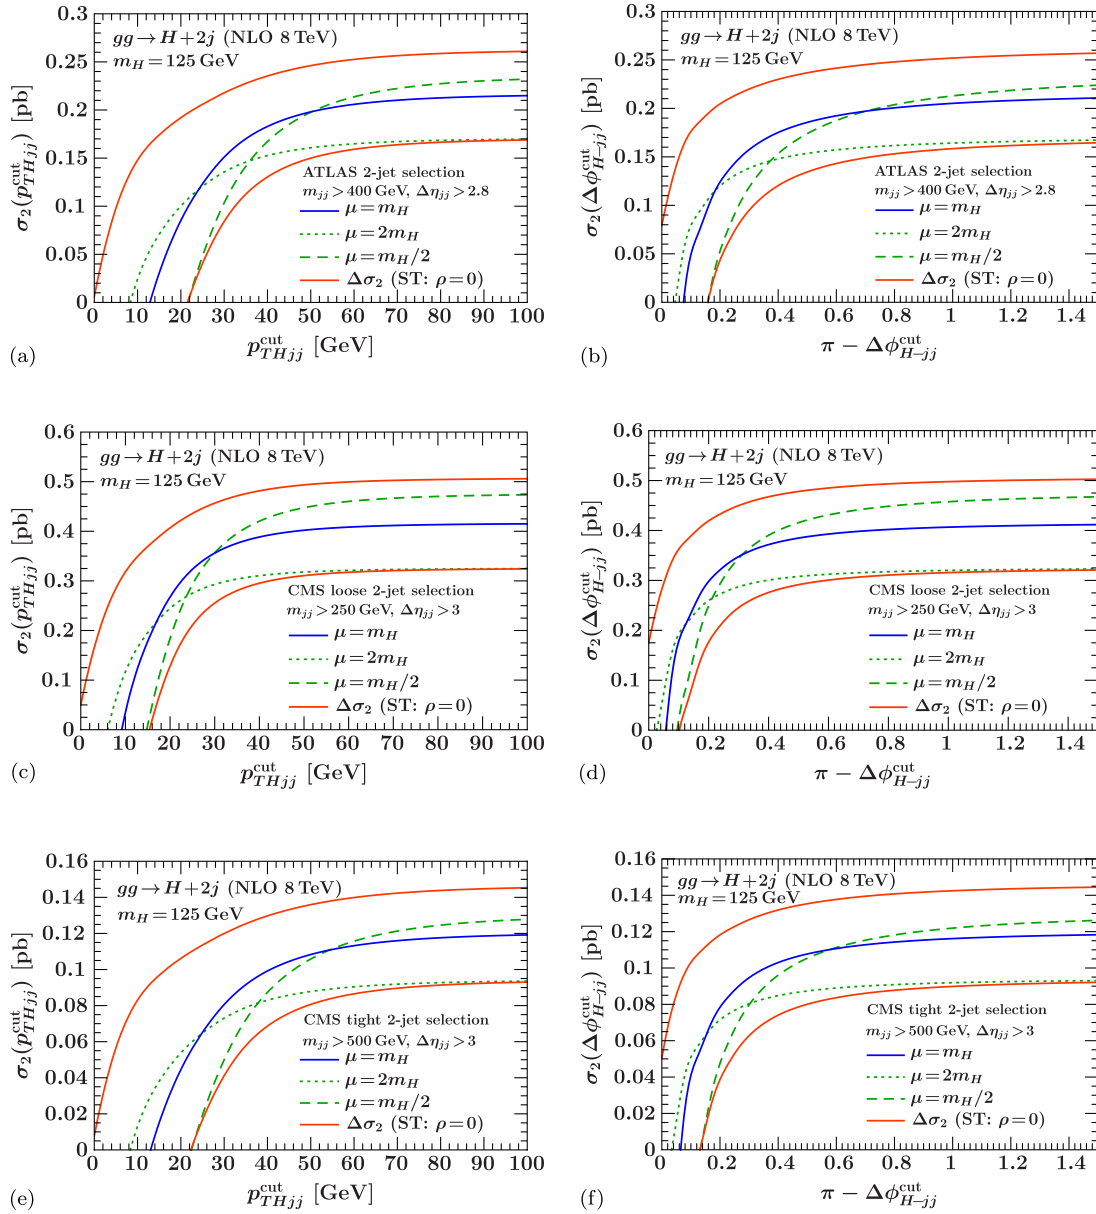 gg→H+2j (NLO 8 TeV)
m_H = 125 GeV
ATLAS 2-jet selection
m_jj > 400 GeV, Δη_jj > 2.8
μ = m_H
μ = 2m_H
μ = m_H/2
Δσ_2 (ST: ρ=0)
σ_2(p_THjj^cut) [pb]
0.3
0.25
0.2
0.15
0.1
0.05
0
0 10 20 30 40 50 60 70 80 90 100
p_THjj^cut [GeV]
(a)
gg→H+2j (NLO 8 TeV)
m_H = 125 GeV
ATLAS 2-jet selection
m_jj > 400 GeV, Δη_jj > 2.8
μ = m_H
μ = 2m_H
μ = m_H/2
Δσ_2 (ST: ρ=0)
σ_2(Δϕ_H−jj^cut) [pb]
0.3
0.25
0.2
0.15
0.1
0.05
0
0 0.2 0.4 0.6 0.8 1 1.2 1.4
π − Δϕ_H−jj^cut
(b)
gg→H+2j (NLO 8 TeV)
m_H = 125 GeV
CMS loose 2-jet selection
m_jj > 250 GeV, Δη_jj > 3
μ = m_H
μ = 2m_H
μ = m_H/2
Δσ_2 (ST: ρ=0)
σ_2(p_THjj^cut) [pb]
0.6
0.5
0.4
0.3
0.2
0.1
0
0 10 20 30 40 50 60 70 80 90 100
p_THjj^cut [GeV]
(c)
gg→H+2j (NLO 8 TeV)
m_H = 125 GeV
CMS loose 2-jet selection
m_jj > 250 GeV, Δη_jj > 3
μ = m_H
μ = 2m_H
μ = m_H/2
Δσ_2 (ST: ρ=0)
σ_2(Δϕ_H−jj^cut) [pb]
0.6
0.5
0.4
0.3
0.2
0.1
0
0 0.2 0.4 0.6 0.8 1 1.2 1.4
π − Δϕ_H−jj^cut
(d)
gg→H+2j (NLO 8 TeV)
m_H = 125 GeV
CMS tight 2-jet selection
m_jj > 500 GeV, Δη_jj > 3
μ = m_H
μ = 2m_H
μ = m_H/2
Δσ_2 (ST: ρ=0)
σ_2(p_THjj^cut) [pb]
0.16
0.14
0.12
0.1
0.08
0.06
0.04
0.02
0
0 10 20 30 40 50 60 70 80 90 100
p_THjj^cut [GeV]
(e)
gg→H+2j (NLO 8 TeV)
m_H = 125 GeV
CMS tight 2-jet selection
m_jj > 500 GeV, Δη_jj > 3
μ = m_H
μ = 2m_H
μ = m_H/2
Δσ_2 (ST: ρ=0)
σ_2(Δϕ_H−jj^cut) [pb]
0.16
0.14
0.12
0.1
0.08
0.06
0.04
0.02
0
0 0.2 0.4 0.6 0.8 1 1.2 1.4
π − Δϕ_H−jj^cut
(f)